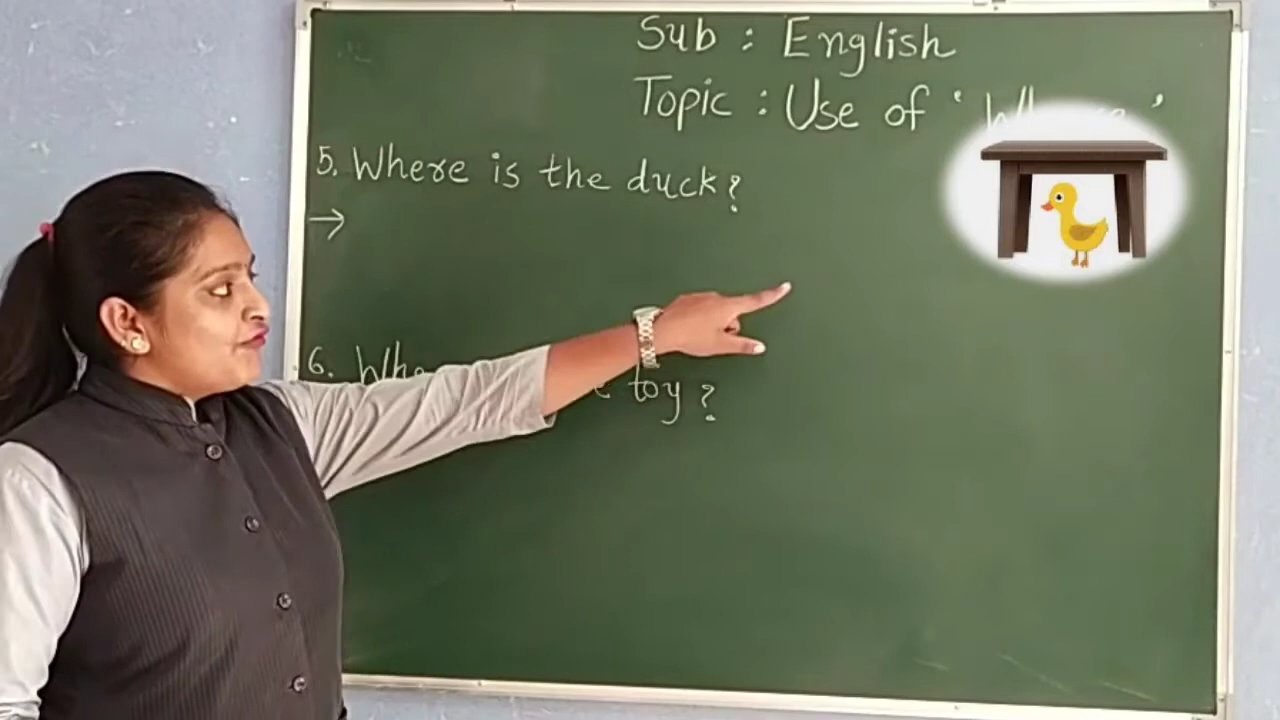 Sub : English
Topic : Use of ' '
5. Where is the duck?
→
6. toy ?